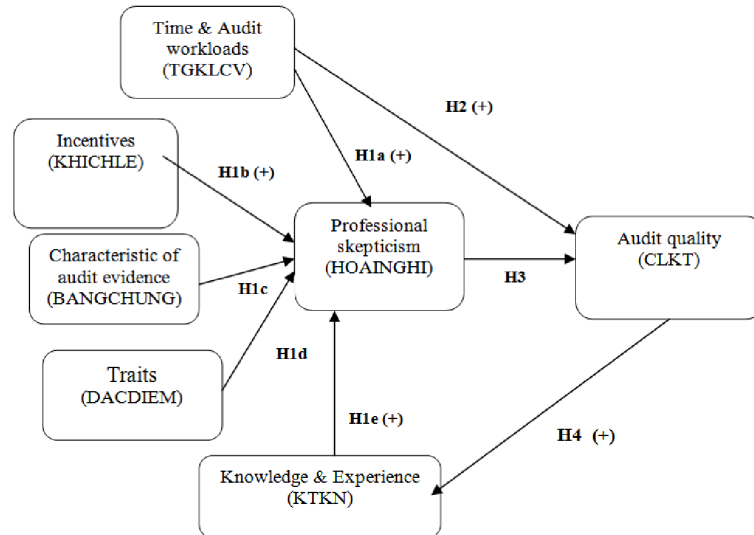 Time & Audit
workloads
(TGKLCV)
H2 (+)
Incentives
(KHICHLE)
H1a (+)
H1b (+)
Professional
skepticism
(HOAINGHI)
Audit quality
(CLKT)
Characteristic of
audit evidence
(BANGCHUNG)
H1c
H3
H1d
Traits
(DACDIEM)
H1e (+)
H4 (+)
Knowledge & Experience
(KTKN)